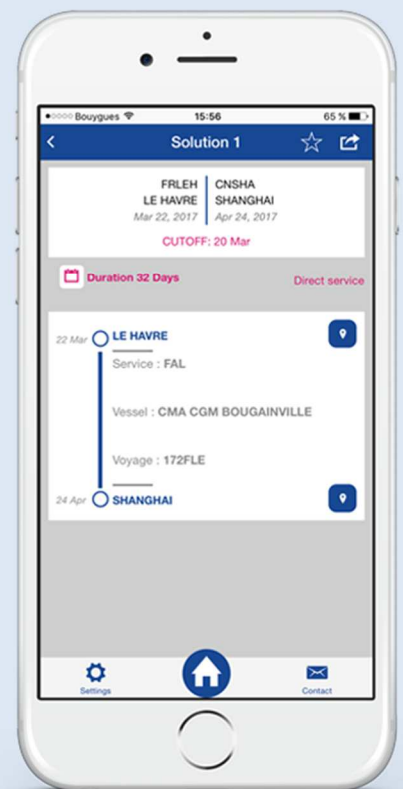 Bouygues 15:56 65 %
Solution 1
FRLEH CNSHA
LE HAVRE SHANGHAI
Mar 22, 2017 Apr 24, 2017
CUTOFF: 20 Mar
Duration 32 Days
Direct service
22 Mar LE HAVRE
Service : FAL
Vessel : CMA CGM BOUGAINVILLE
Voyage : 172FLE
24 Apr SHANGHAI
Settings Contact